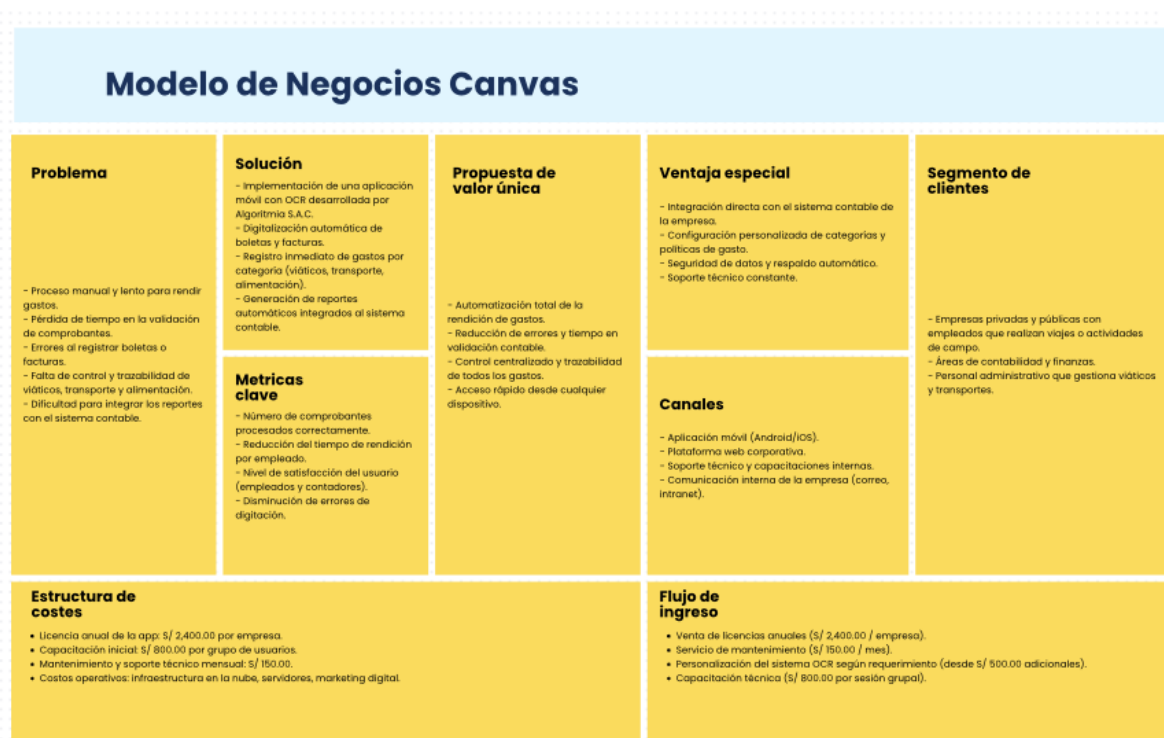 Modelo de Negocios Canvas
Problema
- Proceso manual y lento para rendir
gastos.
- Pérdida de tiempo en la validación
de comprobantes.
- Errores al registrar boletas o
facturas.
- Falta de control y trazabilidad de
viáticos, transporte y alimentación.
- Dificultad para integrar los reportes
con el sistema contable.
Solución
- Implementación de una aplicación
móvil con OCR desarrollada por
Algoritmia S.A.C.
- Digitalización automática de
boletas y facturas.
- Registro inmediato de gastos por
categoría (viáticos, transporte,
alimentación).
- Generación de reportes
automáticos integrados al sistema
contable.
Metricas
clave
- Número de comprobantes
procesados correctamente.
- Reducción del tiempo de rendición
por empleado.
- Nivel de satisfacción del usuario
(empleados y contadores).
- Disminución de errores de
digitación.
Propuesta de
valor única
- Automatización total de la
rendición de gastos.
- Reducción de errores y tiempo en
validación contable.
- Control centralizado y trazabilidad
de todos los gastos.
- Acceso rápido desde cualquier
dispositivo.
Ventaja especial
- Integración directa con el sistema contable de
la empresa.
- Configuración personalizada de categorías y
políticas de gasto.
- Seguridad de datos y respaldo automático.
- Soporte técnico constante.
Canales
- Aplicación móvil (Android/iOS).
- Plataforma web corporativa.
- Soporte técnico y capacitaciones internas.
- Comunicación interna de la empresa (correo,
intranet).
Segmento de
clientes
- Empresas privadas y públicas con
empleados que realizan viajes o actividades
de campo.
- Áreas de contabilidad y finanzas.
- Personal administrativo que gestiona viáticos
y transportes.
Estructura de
costes
• Licencia anual de la app: S/ 2,400.00 por empresa.
• Capacitación inicial: S/ 800.00 por grupo de usuarios.
• Mantenimiento y soporte técnico mensual: S/ 150.00.
• Costos operativos: infraestructura en la nube, servidores, marketing digital.
Flujo de
ingreso
• Venta de licencias anuales (S/ 2,400.00 / empresa).
• Servicio de mantenimiento (S/ 150.00 / mes).
• Personalización del sistema OCR según requerimiento (desde S/ 500.00 adicionales).
• Capacitación técnica (S/ 800.00 por sesión grupal).